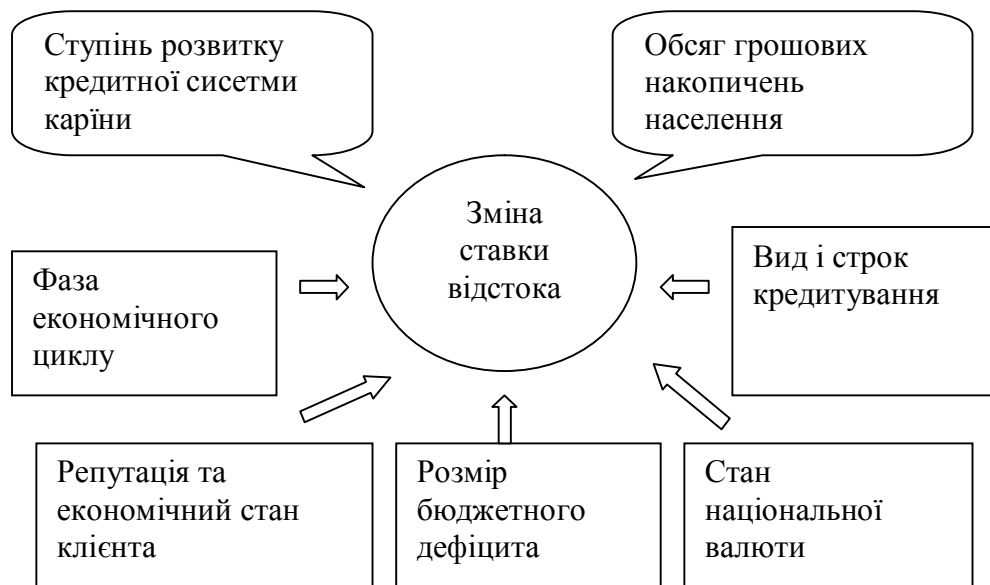 Ступінь розвитку
кредитної сисетми
каріїни
Обсяг грошових
накопичень
населення
Зміна
ставки
відстока
Фаза
економічного
циклу
Вид і строк
кредитування
Репутація та
економічний стан
клієнта
Розмір
бюджетного
дефіцита
Стан
національної
валюти